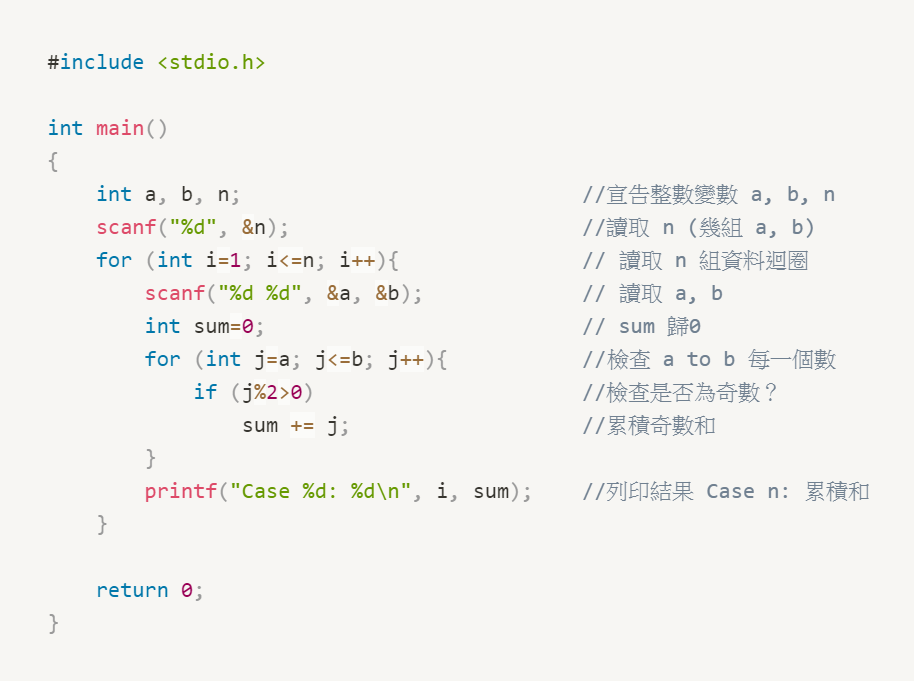 #include <stdio.h>
int main()
{
int a, b, n; //宣告整數變數 a, b, n
scanf("%d", &n); //讀取 n (幾組 a, b)
for (int i=1; i<=n; i++){ // 讀取 n 組資料迴圈
scanf("%d %d", &a, &b); // 讀取 a, b
int sum=0; // sum 歸0
for (int j=a; j<=b; j++){ //檢查 a to b 每一個數
if (j%2>0) //檢查是否為奇數?
sum += j; //累積奇數和
}
printf("Case %d: %d\n", i, sum); //列印結果 Case n: 累積和
}
return 0;
}